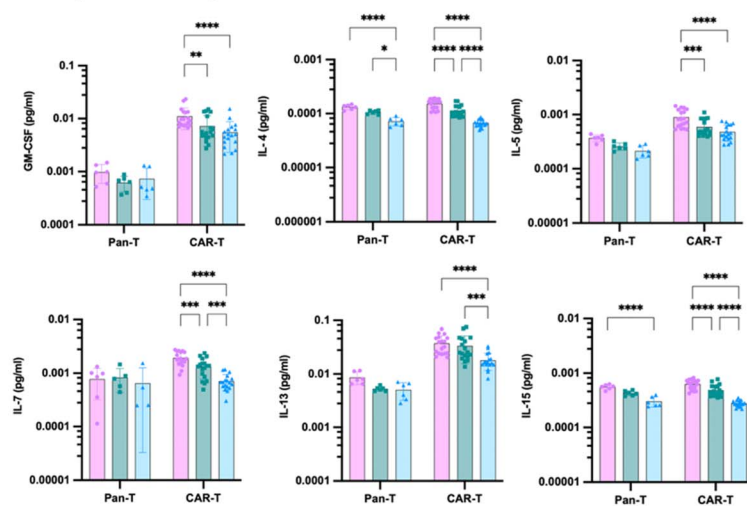 **** 
**
GM-CSF (pg/ml)
0.1
0.01
0.001
0.0001
Pan-T CAR-T
**** ****
* **** ****
IL- 4 (pg/ml)
0.001
0.0001
0.00001
0.000001
Pan-T CAR-T
****
***
IL-5 (pg/ml)
0.01
0.001
0.0001
0.00001
Pan-T CAR-T
****
*** ***
IL-7 (pg/ml)
0.01
0.001
0.0001
0.00001
Pan-T CAR-T
****
***
IL-13 (pg/ml)
0.1
0.01
0.001
0.0001
Pan-T CAR-T
****
**** **** ****
IL-15 (pg/ml)
0.01
0.001
0.0001
0.00001
Pan-T CAR-T